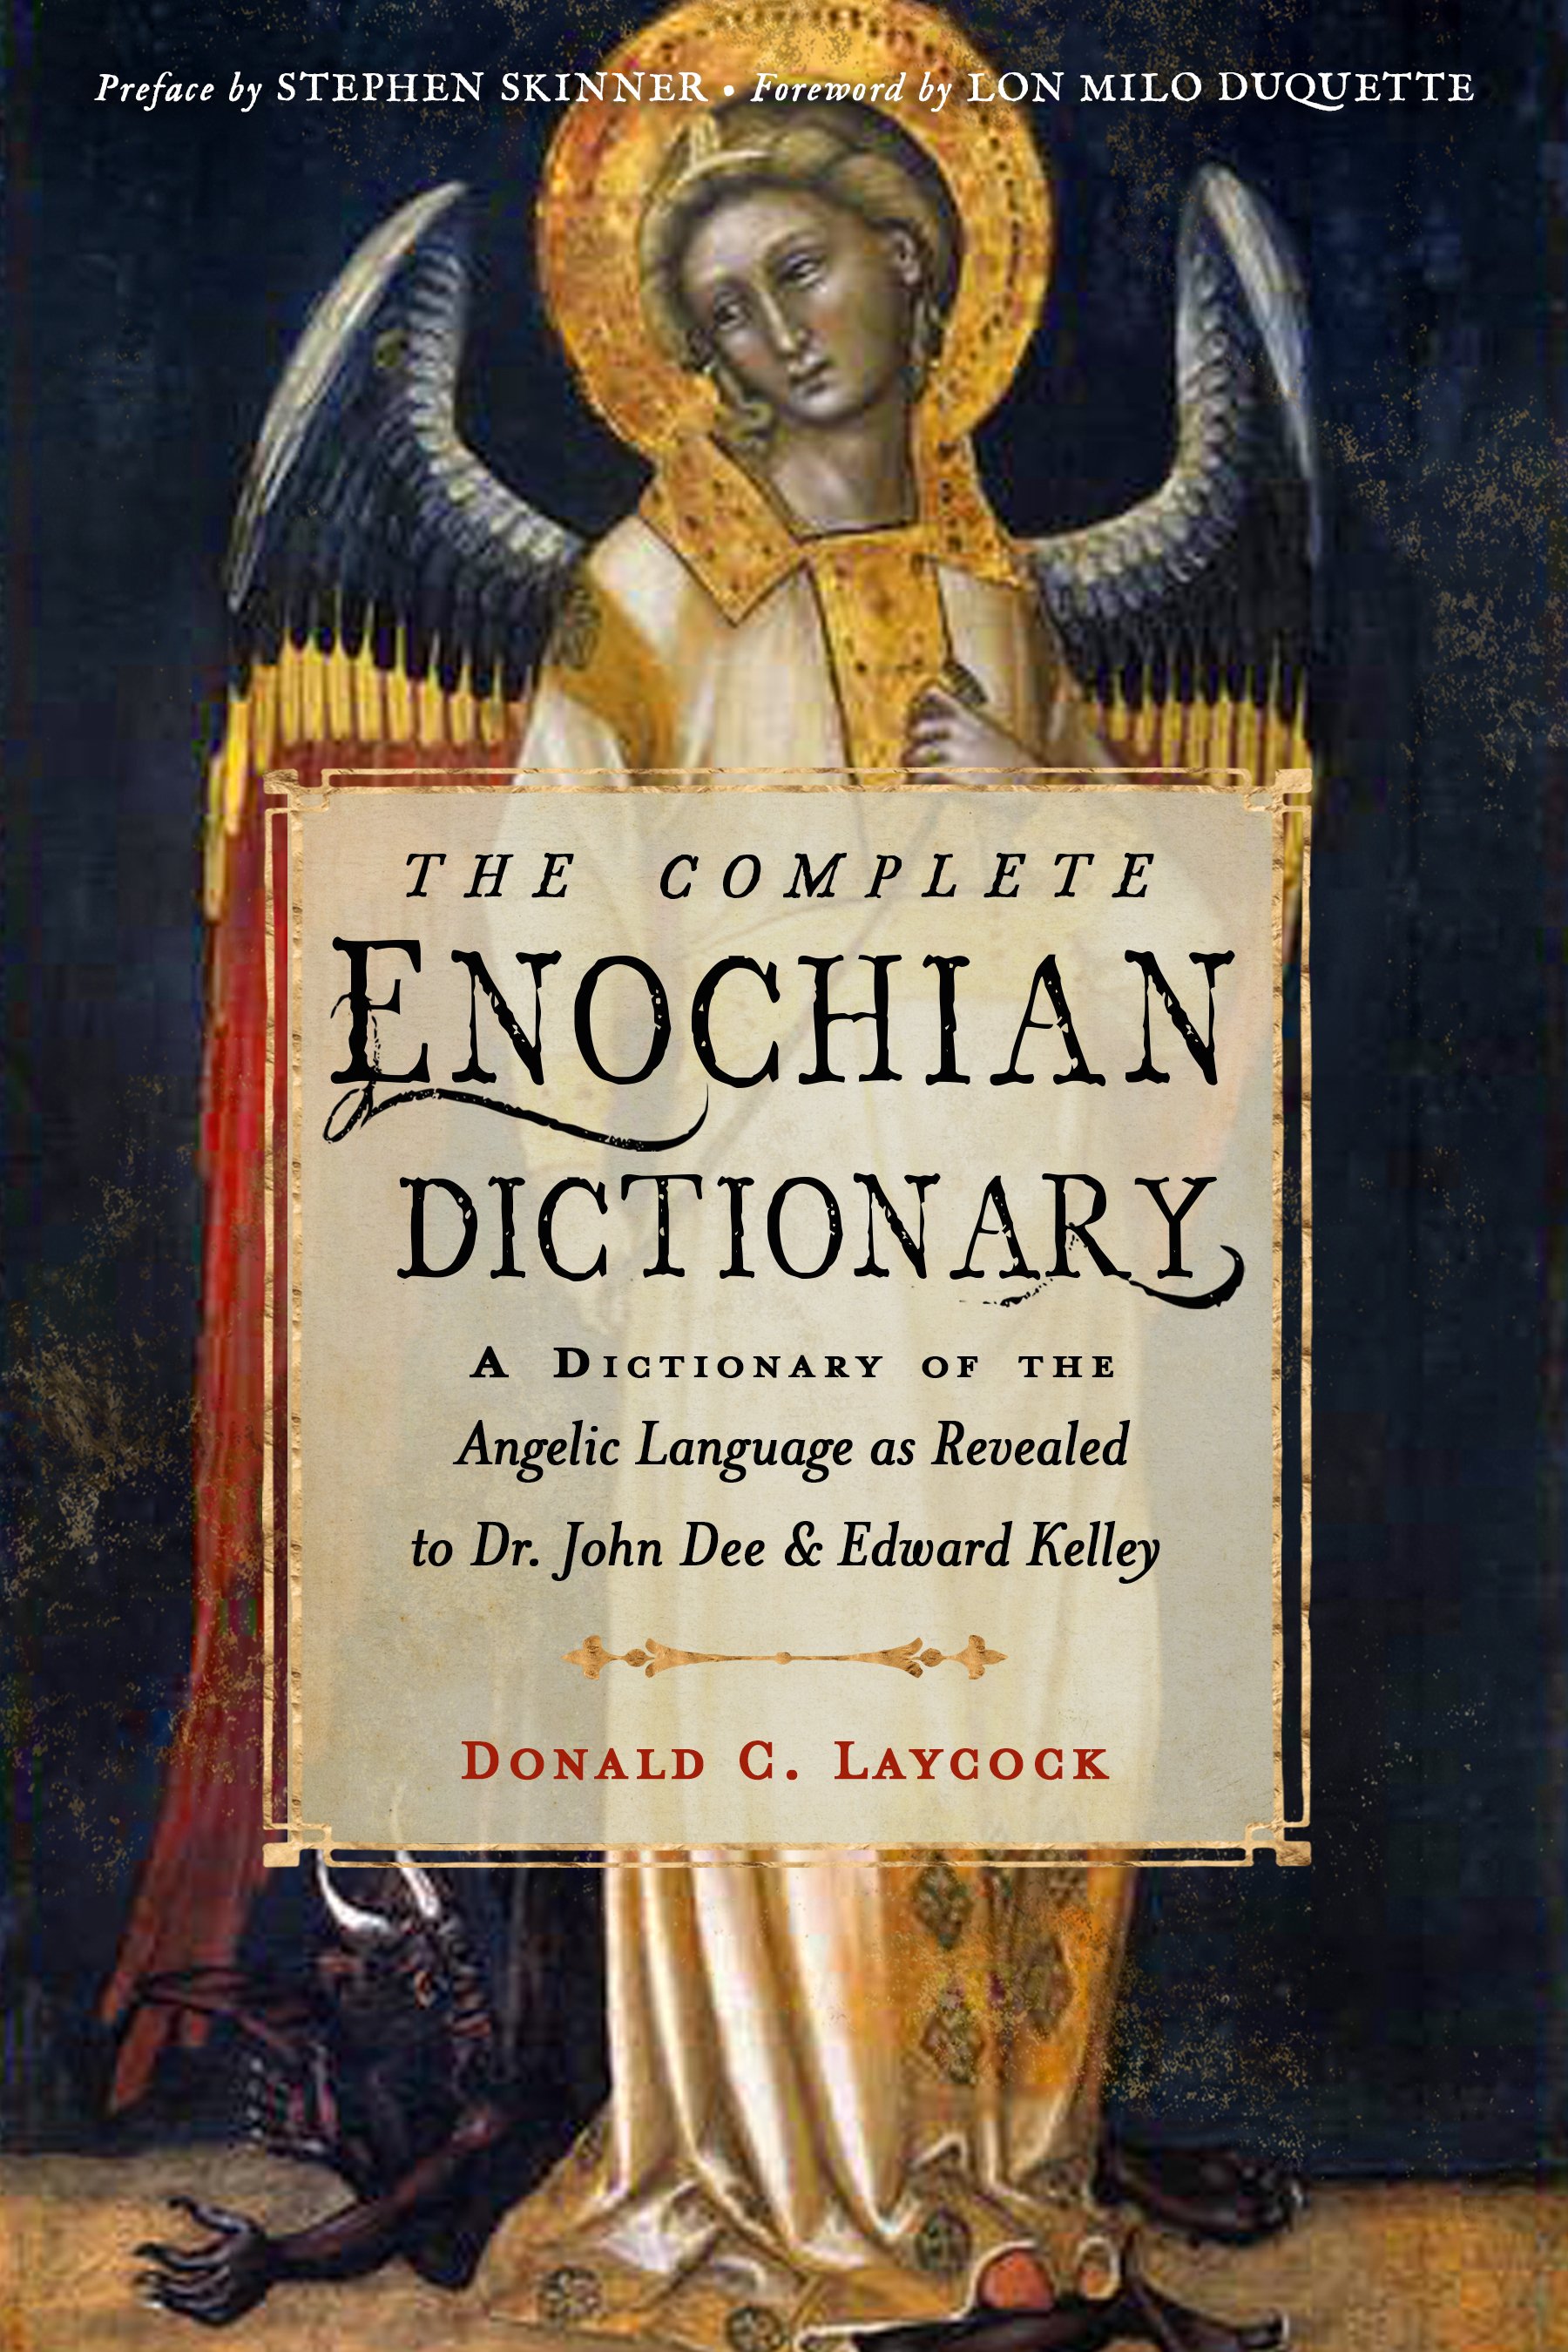 Preface by STEPHEN SKINNER • Foreword by LON MILO DUQUETTE
THE COMPLETE
ENOCHIAN
DICTIONARY
A DICTIONARY OF THE
Angelic Language as Revealed
to Dr. John Dee & Edward Kelley
DONALD C. LAYCOCK